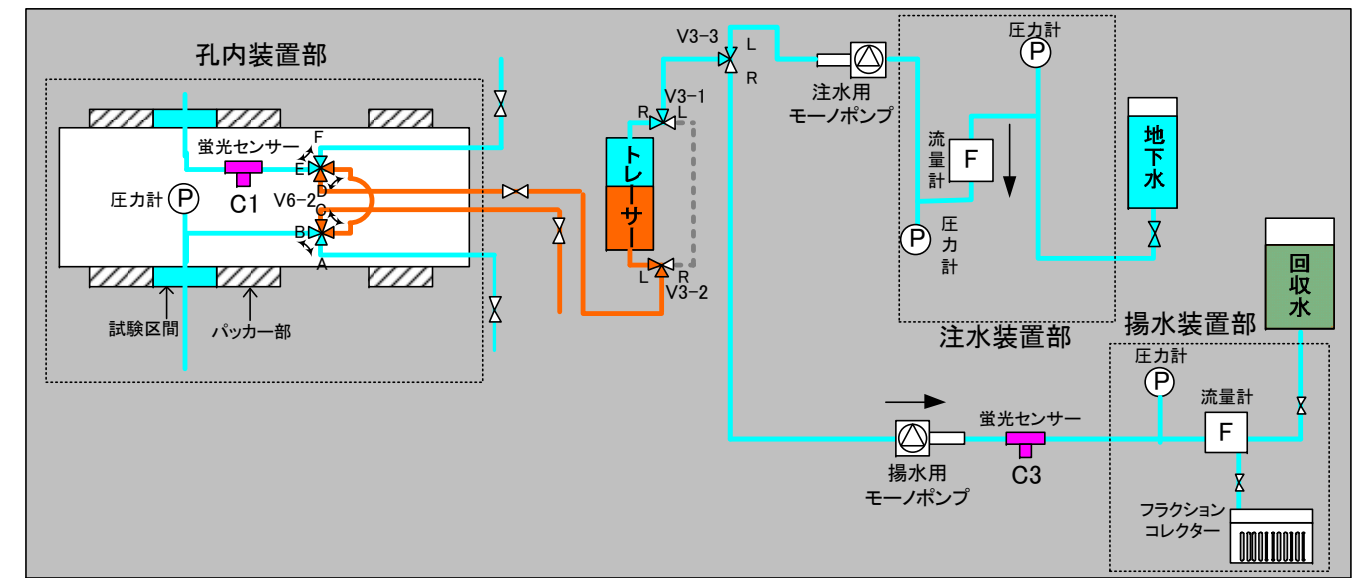 孔内装置部
蛍光センサー
C1
圧力計
P
V6-2
F
E
D
C
B
A
試験区間
パッカー部
V3-1
R
L
トレーサー
L
R
V3-2
V3-3
L
R
注水用
モーノポンプ
圧力計
P
流量計
F
P
圧力計
地下水
注水装置部
回収水
揚水装置部
圧力計
P
流量計
F
蛍光センサー
C3
揚水用
モーノポンプ
フラクション
コレクター